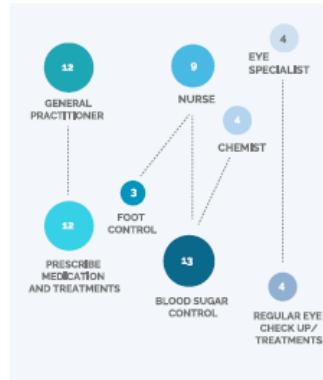 12
GENERAL
PRACTITIONER
9
NURSE
4
EYE
SPECIALIST
4
CHEMIST
3
FOOT
CONTROL
12
PRESCRIBE
MEDICATION
AND TREATMENTS
13
BLOOD SUGAR
CONTROL
4
REGULAR EYE
CHECK UP/
TREATMENTS